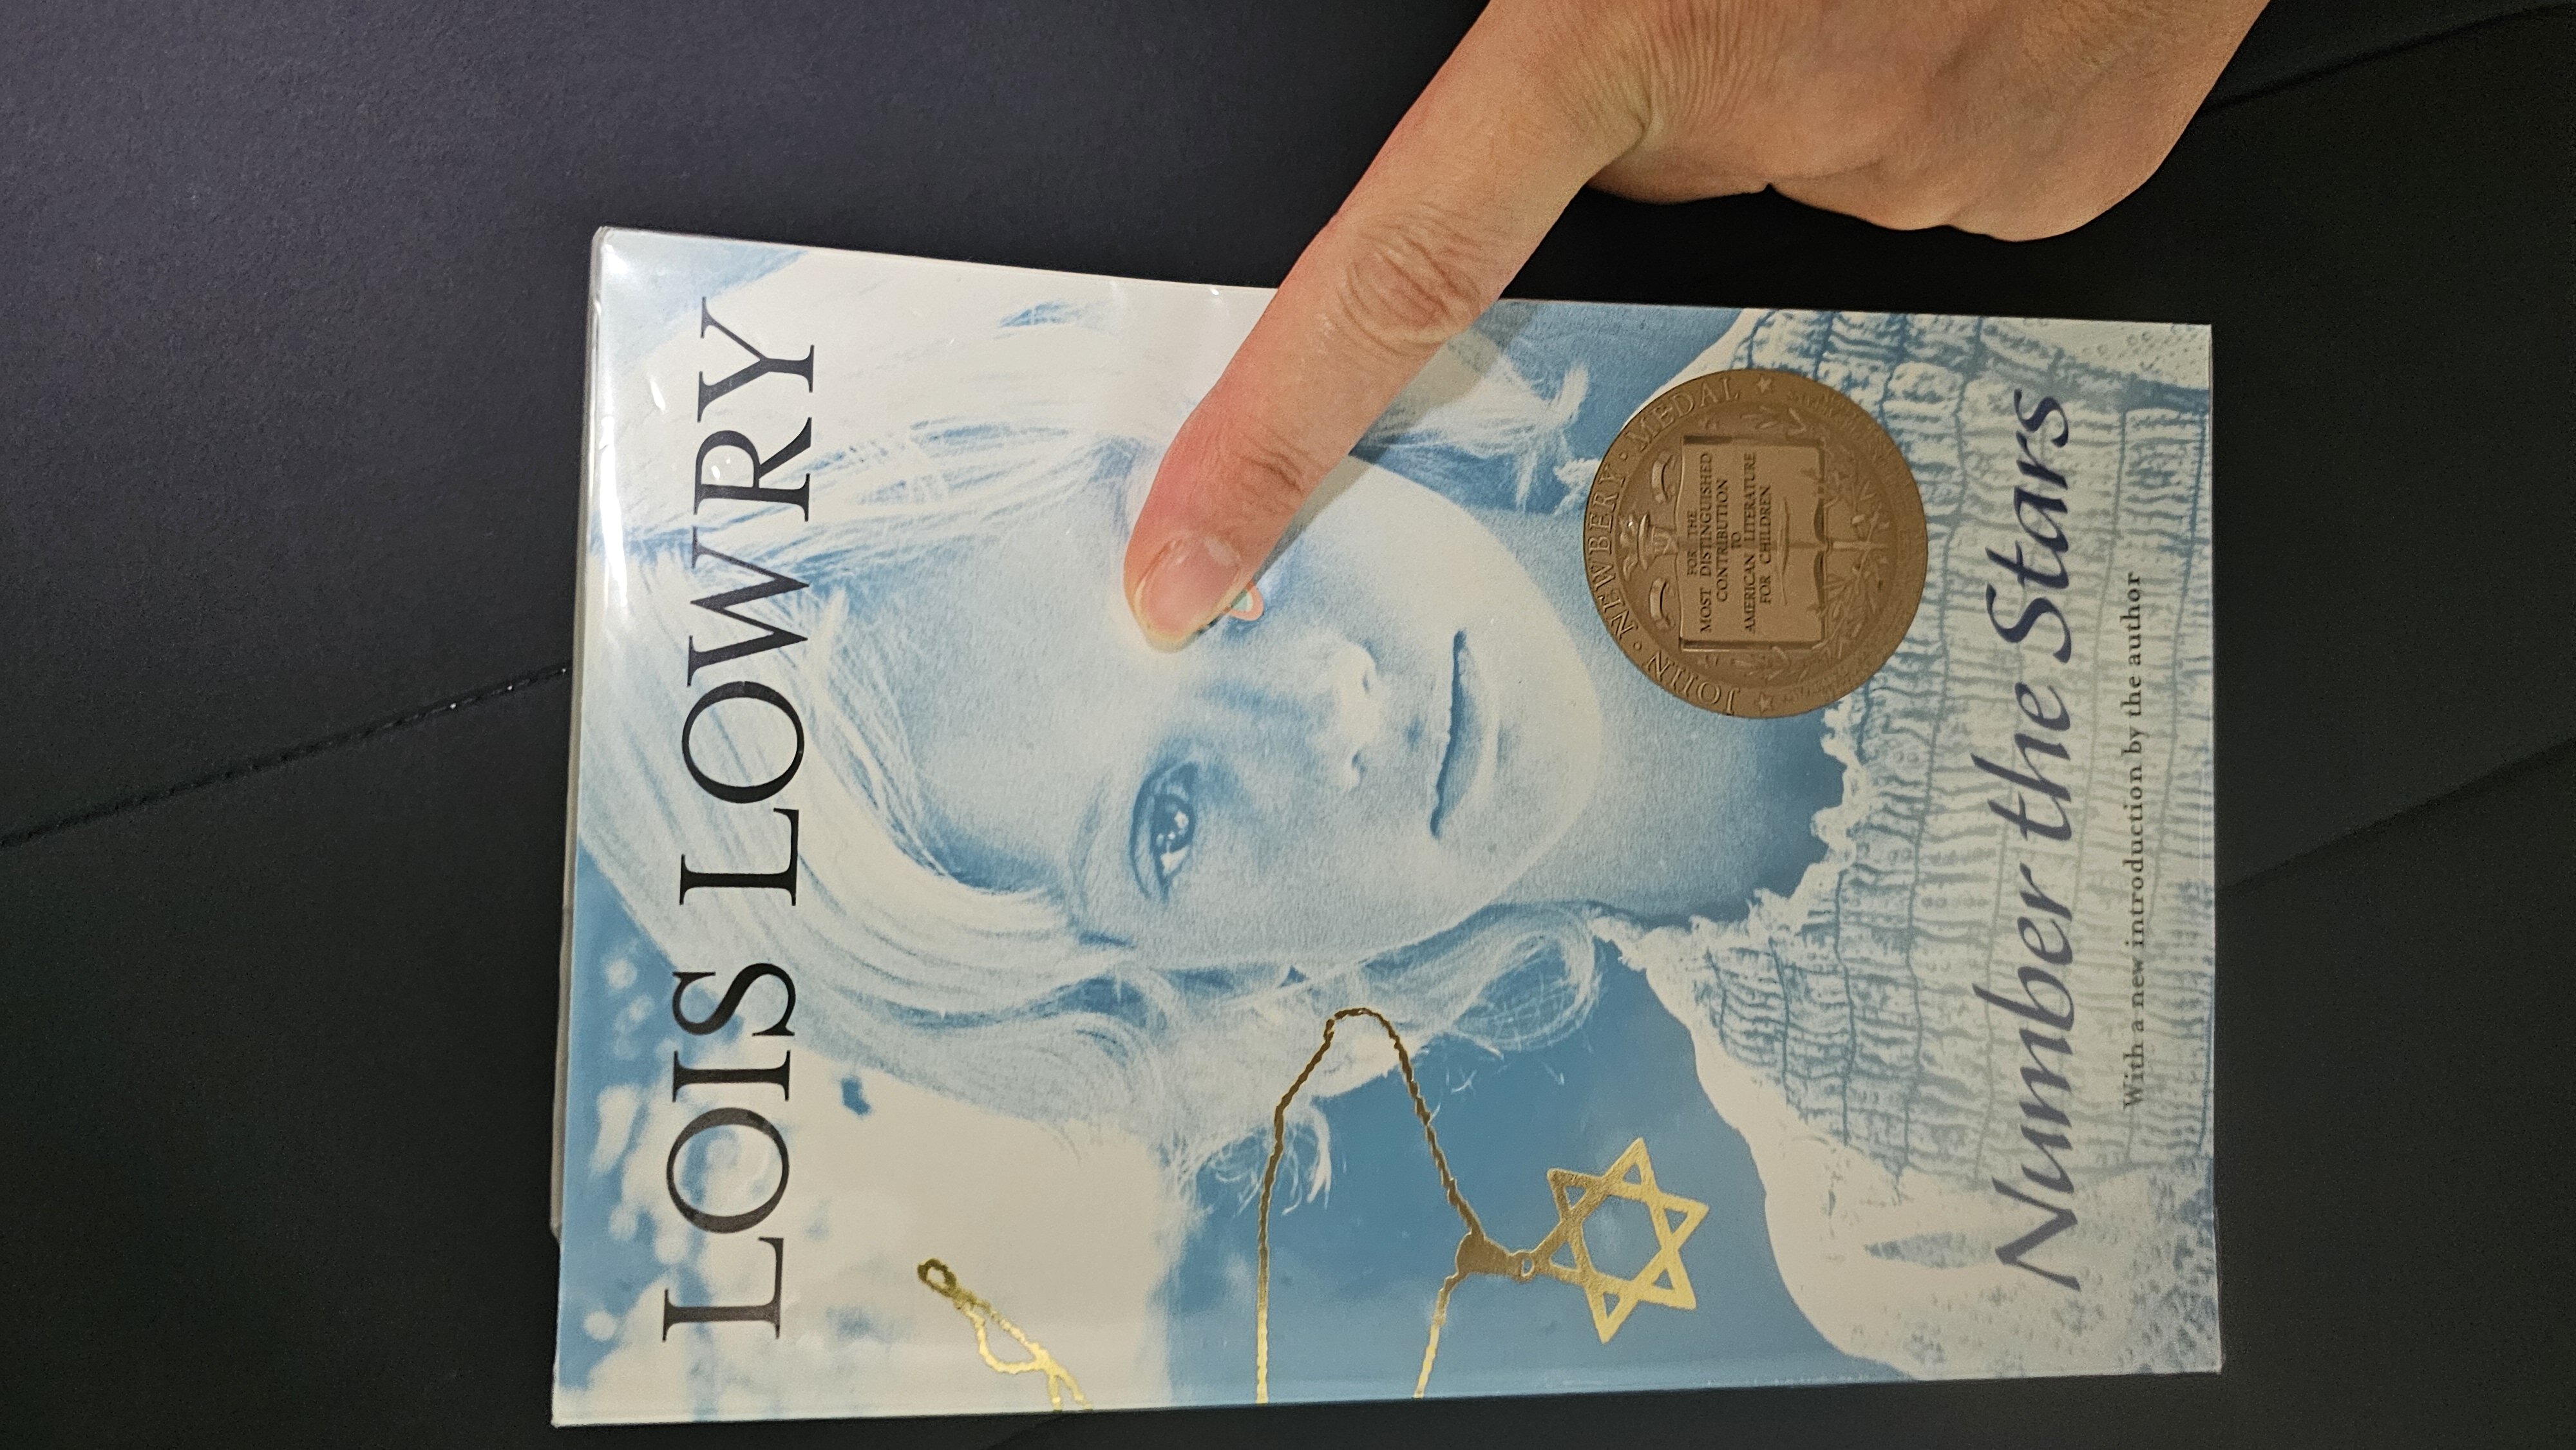 LOIS LOWRY
JOHN NEWBERY MEDAL
FOR THE
MOST DISTINGUISHED
CONTRIBUTION
TO
AMERICAN LITERATURE
FOR CHILDREN
Number the Stars
With a new introduction by the author